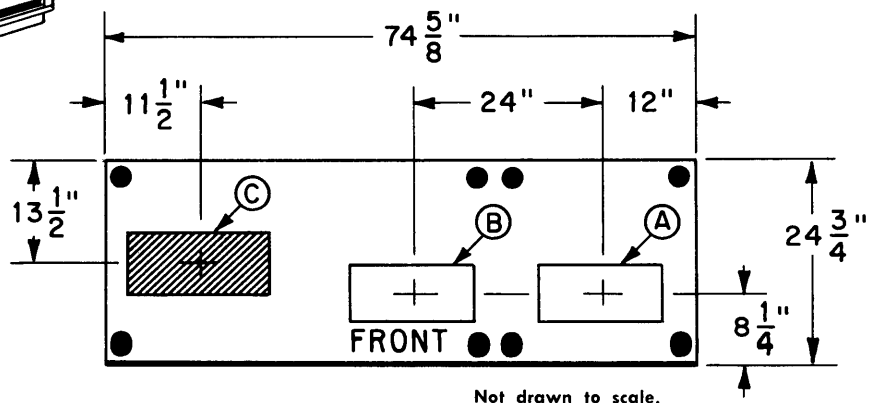 74 5/8"
11 1/2" 24" 12"
13 1/2"
C
B A
24 3/4"
8 1/4"
FRONT
Not drawn to scale.